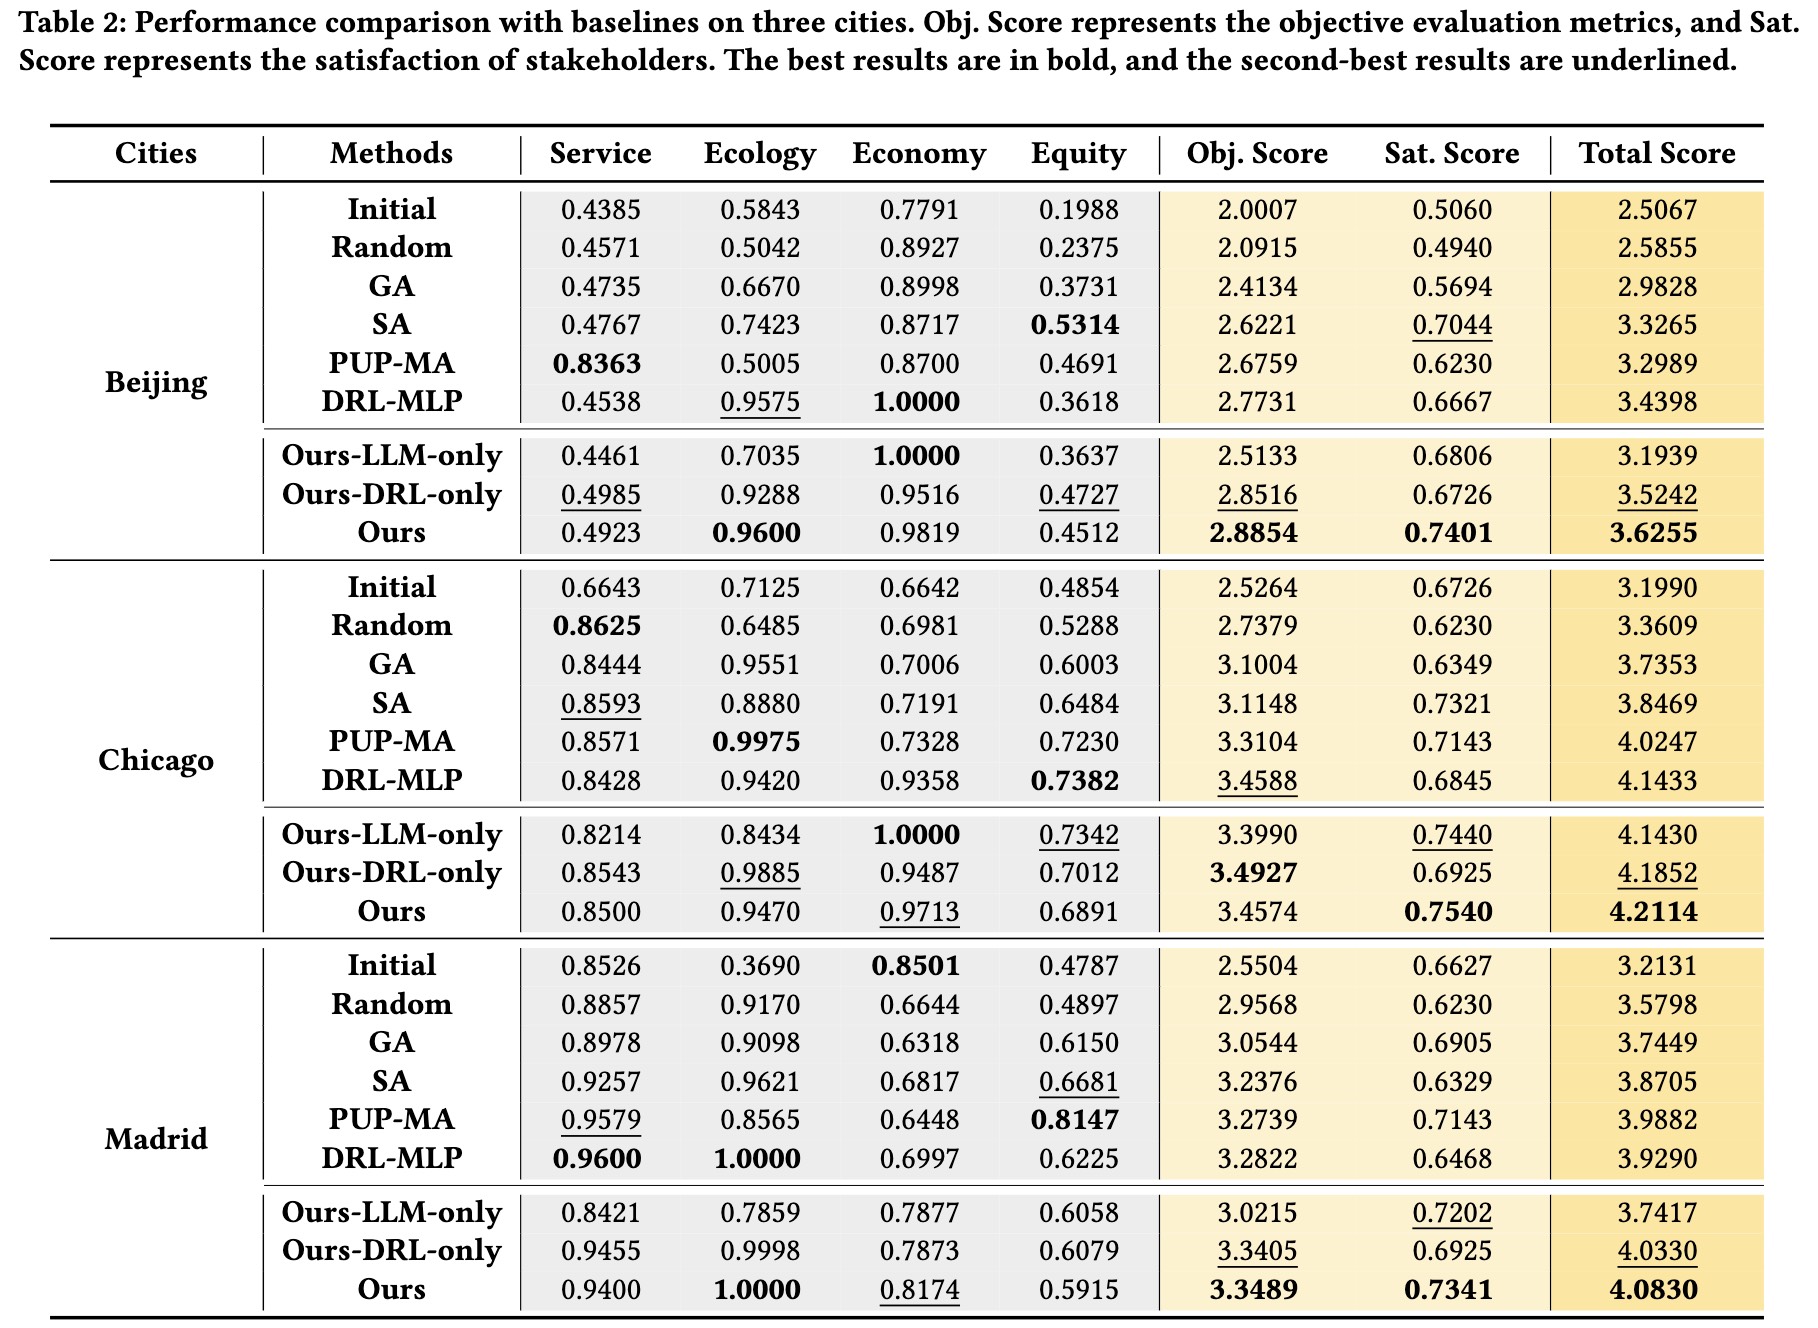 Table 2: Performance comparison with baselines on three cities. Obj. Score represents the objective evaluation metrics, and Sat.
Score represents the satisfaction of stakeholders. The best results are in bold, and the second-best results are underlined.
Cities Methods Service Ecology Economy Equity Obj. Score Sat. Score Total Score
Beijing
Initial 0.4385 0.5843 0.7791 0.1988 2.0007 0.5060 2.5067
Random 0.4571 0.5042 0.8927 0.2375 2.0915 0.4940 2.5855
GA 0.4735 0.6670 0.8998 0.3731 2.4134 0.5694 2.9828
SA 0.4767 0.7423 0.8717 0.5314 2.6221 0.7044 3.3265
PUP-MA 0.8363 0.5005 0.8700 0.4691 2.6759 0.6230 3.2989
DRL-MLP 0.4538 0.9575 1.0000 0.3618 2.7731 0.6667 3.4398
Ours-LLM-only 0.4461 0.7035 1.0000 0.3637 2.5133 0.6806 3.1939
Ours-DRL-only 0.4985 0.9288 0.9516 0.4727 2.8516 0.6726 3.5242
Ours 0.4923 0.9600 0.9819 0.4512 2.8854 0.7401 3.6255
Chicago
Initial 0.6643 0.7125 0.6642 0.4854 2.5264 0.6726 3.1990
Random 0.8625 0.6485 0.6981 0.5288 2.7379 0.6230 3.3609
GA 0.8444 0.9551 0.7006 0.6003 3.1004 0.6349 3.7353
SA 0.8593 0.8880 0.7191 0.6484 3.1148 0.7321 3.8469
PUP-MA 0.8571 0.9975 0.7328 0.7230 3.3104 0.7143 4.0247
DRL-MLP 0.8428 0.9420 0.9358 0.7382 3.4588 0.6845 4.1433
Ours-LLM-only 0.8214 0.8434 1.0000 0.7342 3.3990 0.7440 4.1430
Ours-DRL-only 0.8543 0.9885 0.9487 0.7012 3.4927 0.6925 4.1852
Ours 0.8500 0.9470 0.9713 0.6891 3.4574 0.7540 4.2114
Madrid
Initial 0.8526 0.3690 0.8501 0.4787 2.5504 0.6627 3.2131
Random 0.8857 0.9170 0.6644 0.4897 2.9568 0.6230 3.5798
GA 0.8978 0.9098 0.6318 0.6150 3.0544 0.6905 3.7449
SA 0.9257 0.9621 0.6817 0.6681 3.2376 0.6329 3.8705
PUP-MA 0.9579 0.8565 0.6448 0.8147 3.2739 0.7143 3.9882
DRL-MLP 0.9600 1.0000 0.6997 0.6225 3.2822 0.6468 3.9290
Ours-LLM-only 0.8421 0.7859 0.7877 0.6058 3.0215 0.7202 3.7417
Ours-DRL-only 0.9455 0.9998 0.7873 0.6079 3.3405 0.6925 4.0330
Ours 0.9400 1.0000 0.8174 0.5915 3.3489 0.7341 4.0830